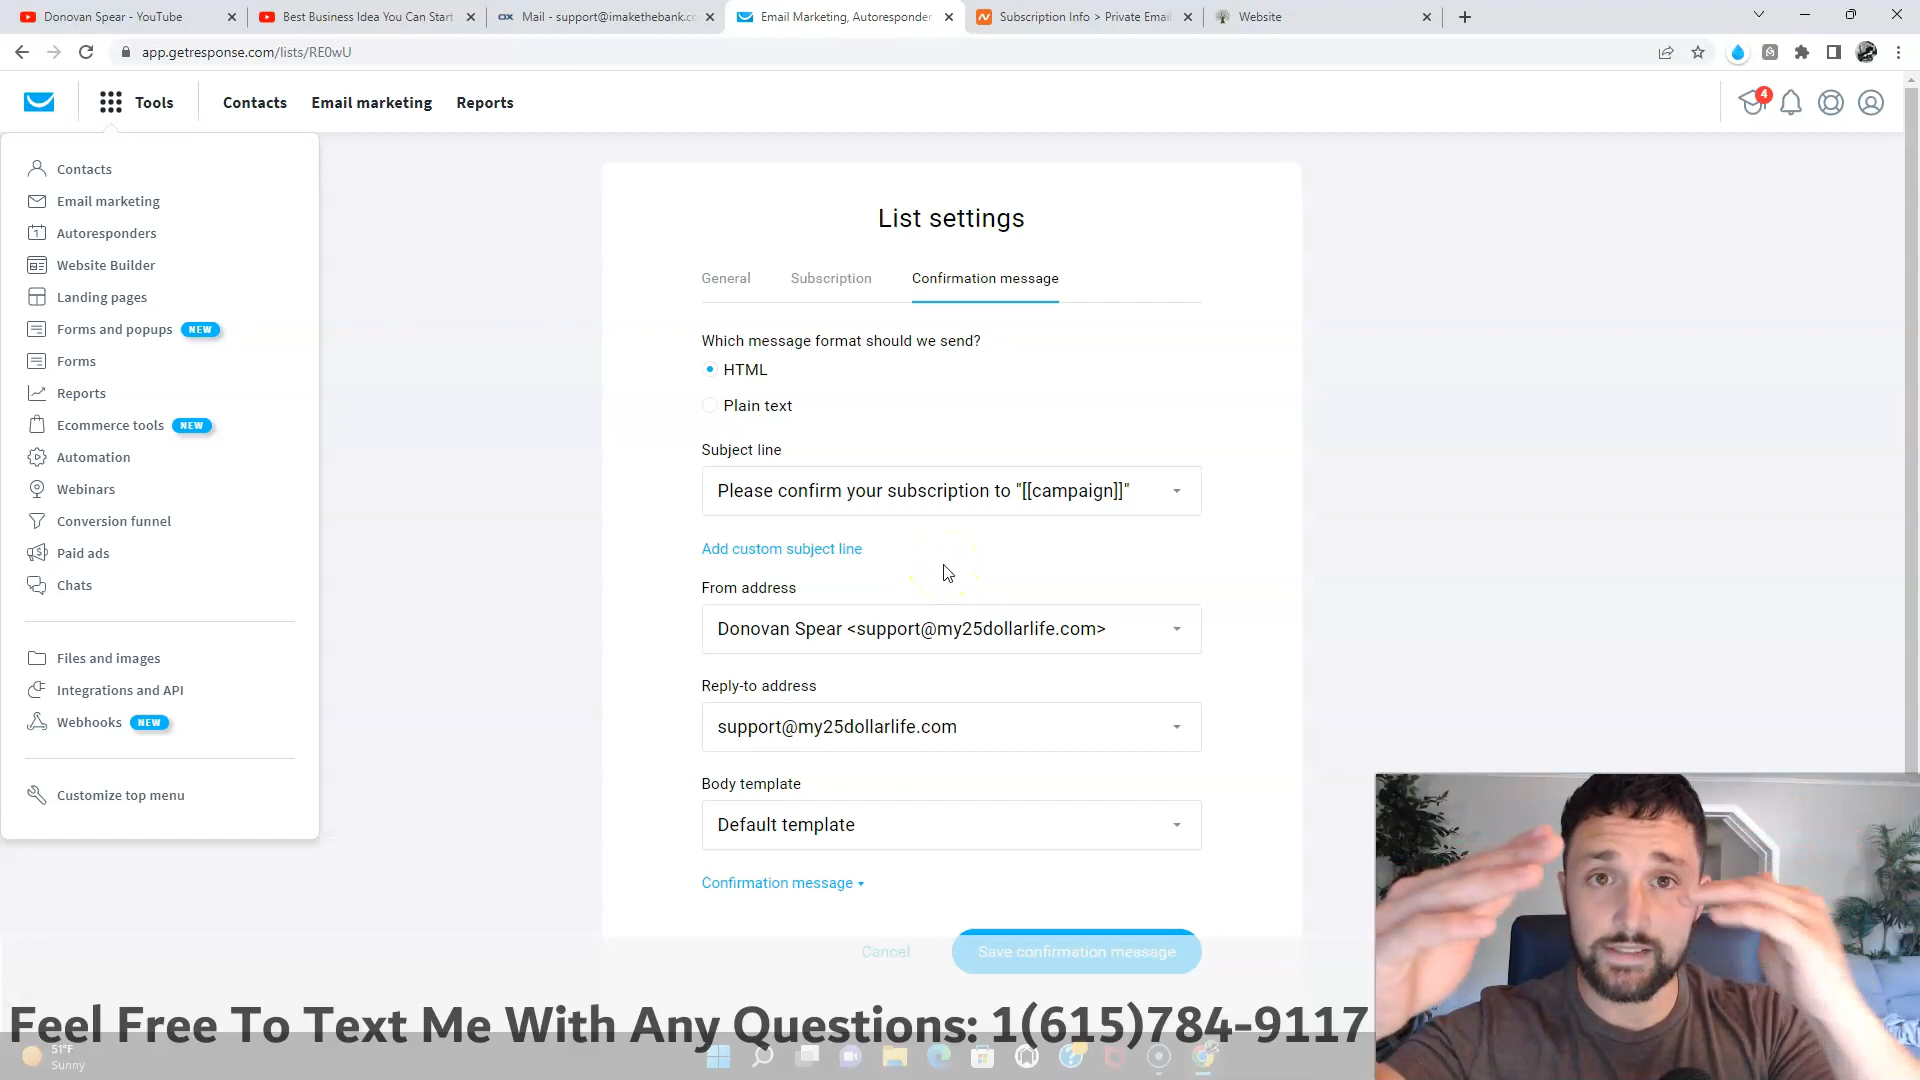 Donovan Spear - YouTube
Best Business Idea You Can Start
Mail - support@imakethebank.c
Email Marketing, Autoresponder
Subscription Info > Private Email
Website
app.getresponse.com/lists/RE0wU
Tools
Contacts
Email marketing
Reports
4
Contacts
Email marketing
Autoresponders
Website Builder
Landing pages
Forms and popups NEW
Forms
Reports
Ecommerce tools NEW
Automation
Webinars
Conversion funnel
Paid ads
Chats
Files and images
Integrations and API
Webhooks NEW
Customize top menu
List settings
General
Subscription
Confirmation message
Which message format should we send?
HTML
Plain text
Subject line
Please confirm your subscription to "[[campaign]]"
Add custom subject line
From address
Donovan Spear <support@my25dollarlife.com>
Reply-to address
support@my25dollarlife.com
Body template
Default template
Confirmation message
Cancel
Save confirmation message
Feel Free To Text Me With Any Questions: 1(615)784-9117
51°F
Sunny